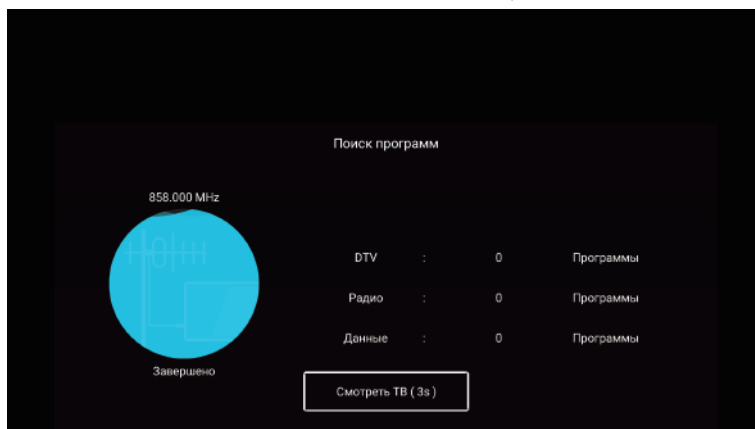 Поиск программ
858.000 MHz
DTV : 0 Программы
Радио : 0 Программы
Данные : 0 Программы
Завершено
Смотреть ТВ ( 3s )